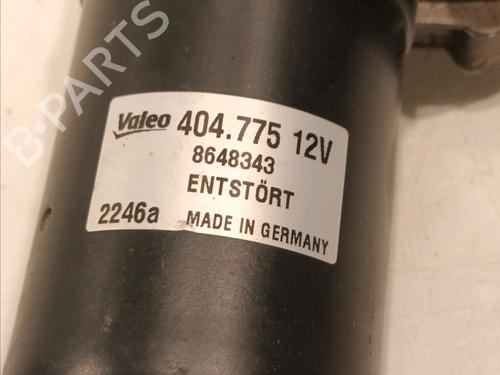 B-PARTS
Valeo 404.775 12V
8648343
ENTSTÖRT
2246a MADE IN GERMANY